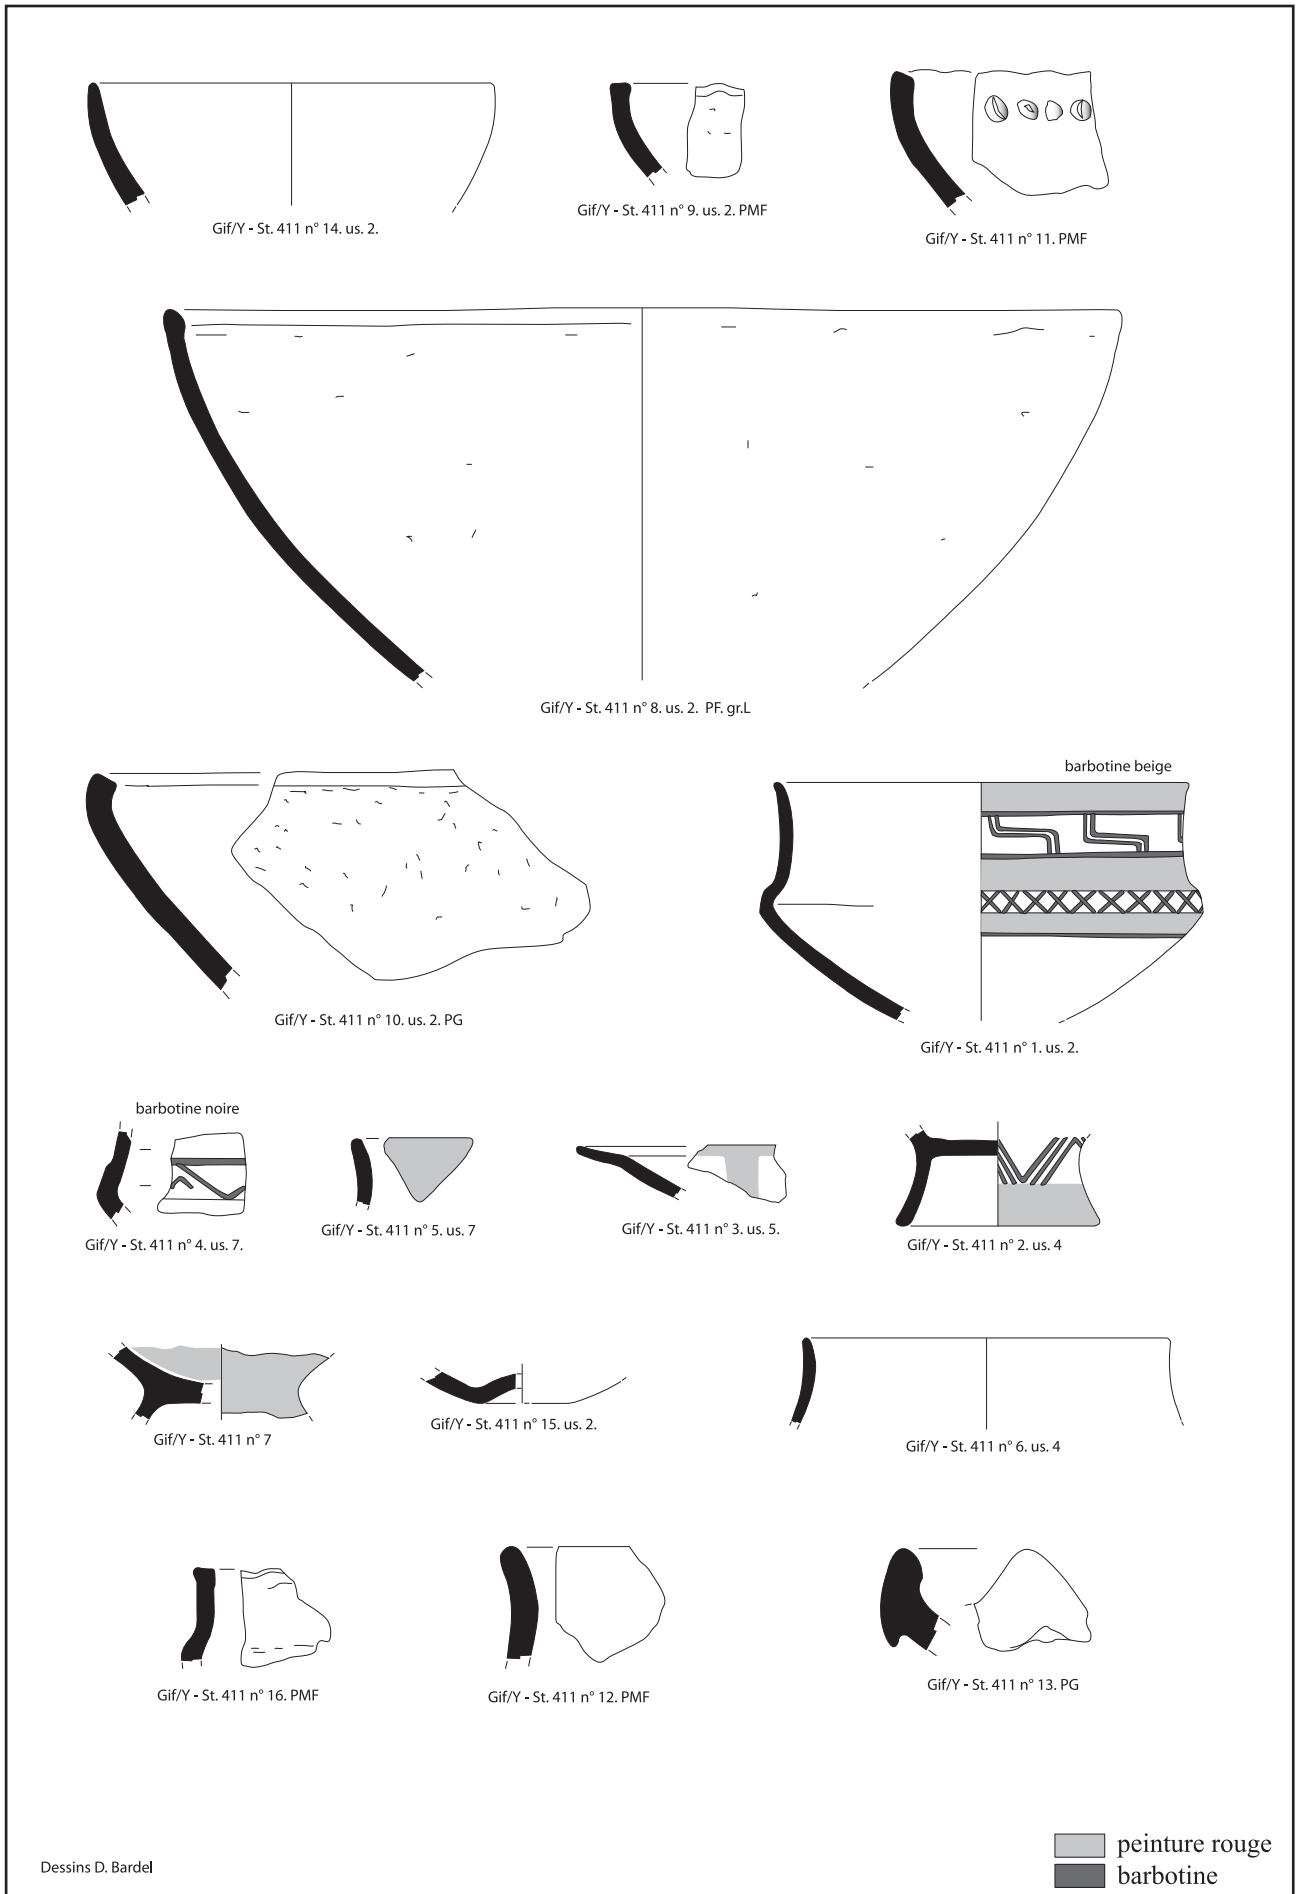 Gif/Y - St. 411 n° 14. us. 2.
Gif/Y - St. 411 n° 9. us. 2. PMF
Gif/Y - St. 411 n° 11. PMF
Gif/Y - St. 411 n° 8. us. 2. PF. gr.L
barbotine beige
Gif/Y - St. 411 n° 10. us. 2. PG
Gif/Y - St. 411 n° 1. us. 2.
barbotine noire
Gif/Y - St. 411 n° 4. us. 7.
Gif/Y - St. 411 n° 5. us. 7
Gif/Y - St. 411 n° 3. us. 5.
Gif/Y - St. 411 n° 2. us. 4
Gif/Y - St. 411 n° 7
Gif/Y - St. 411 n° 15. us. 2.
Gif/Y - St. 411 n° 6. us. 4
Gif/Y - St. 411 n° 16. PMF
Gif/Y - St. 411 n° 12. PMF
Gif/Y - St. 411 n° 13. PG
peinture rouge
barbotine
Dessins D. Bardel